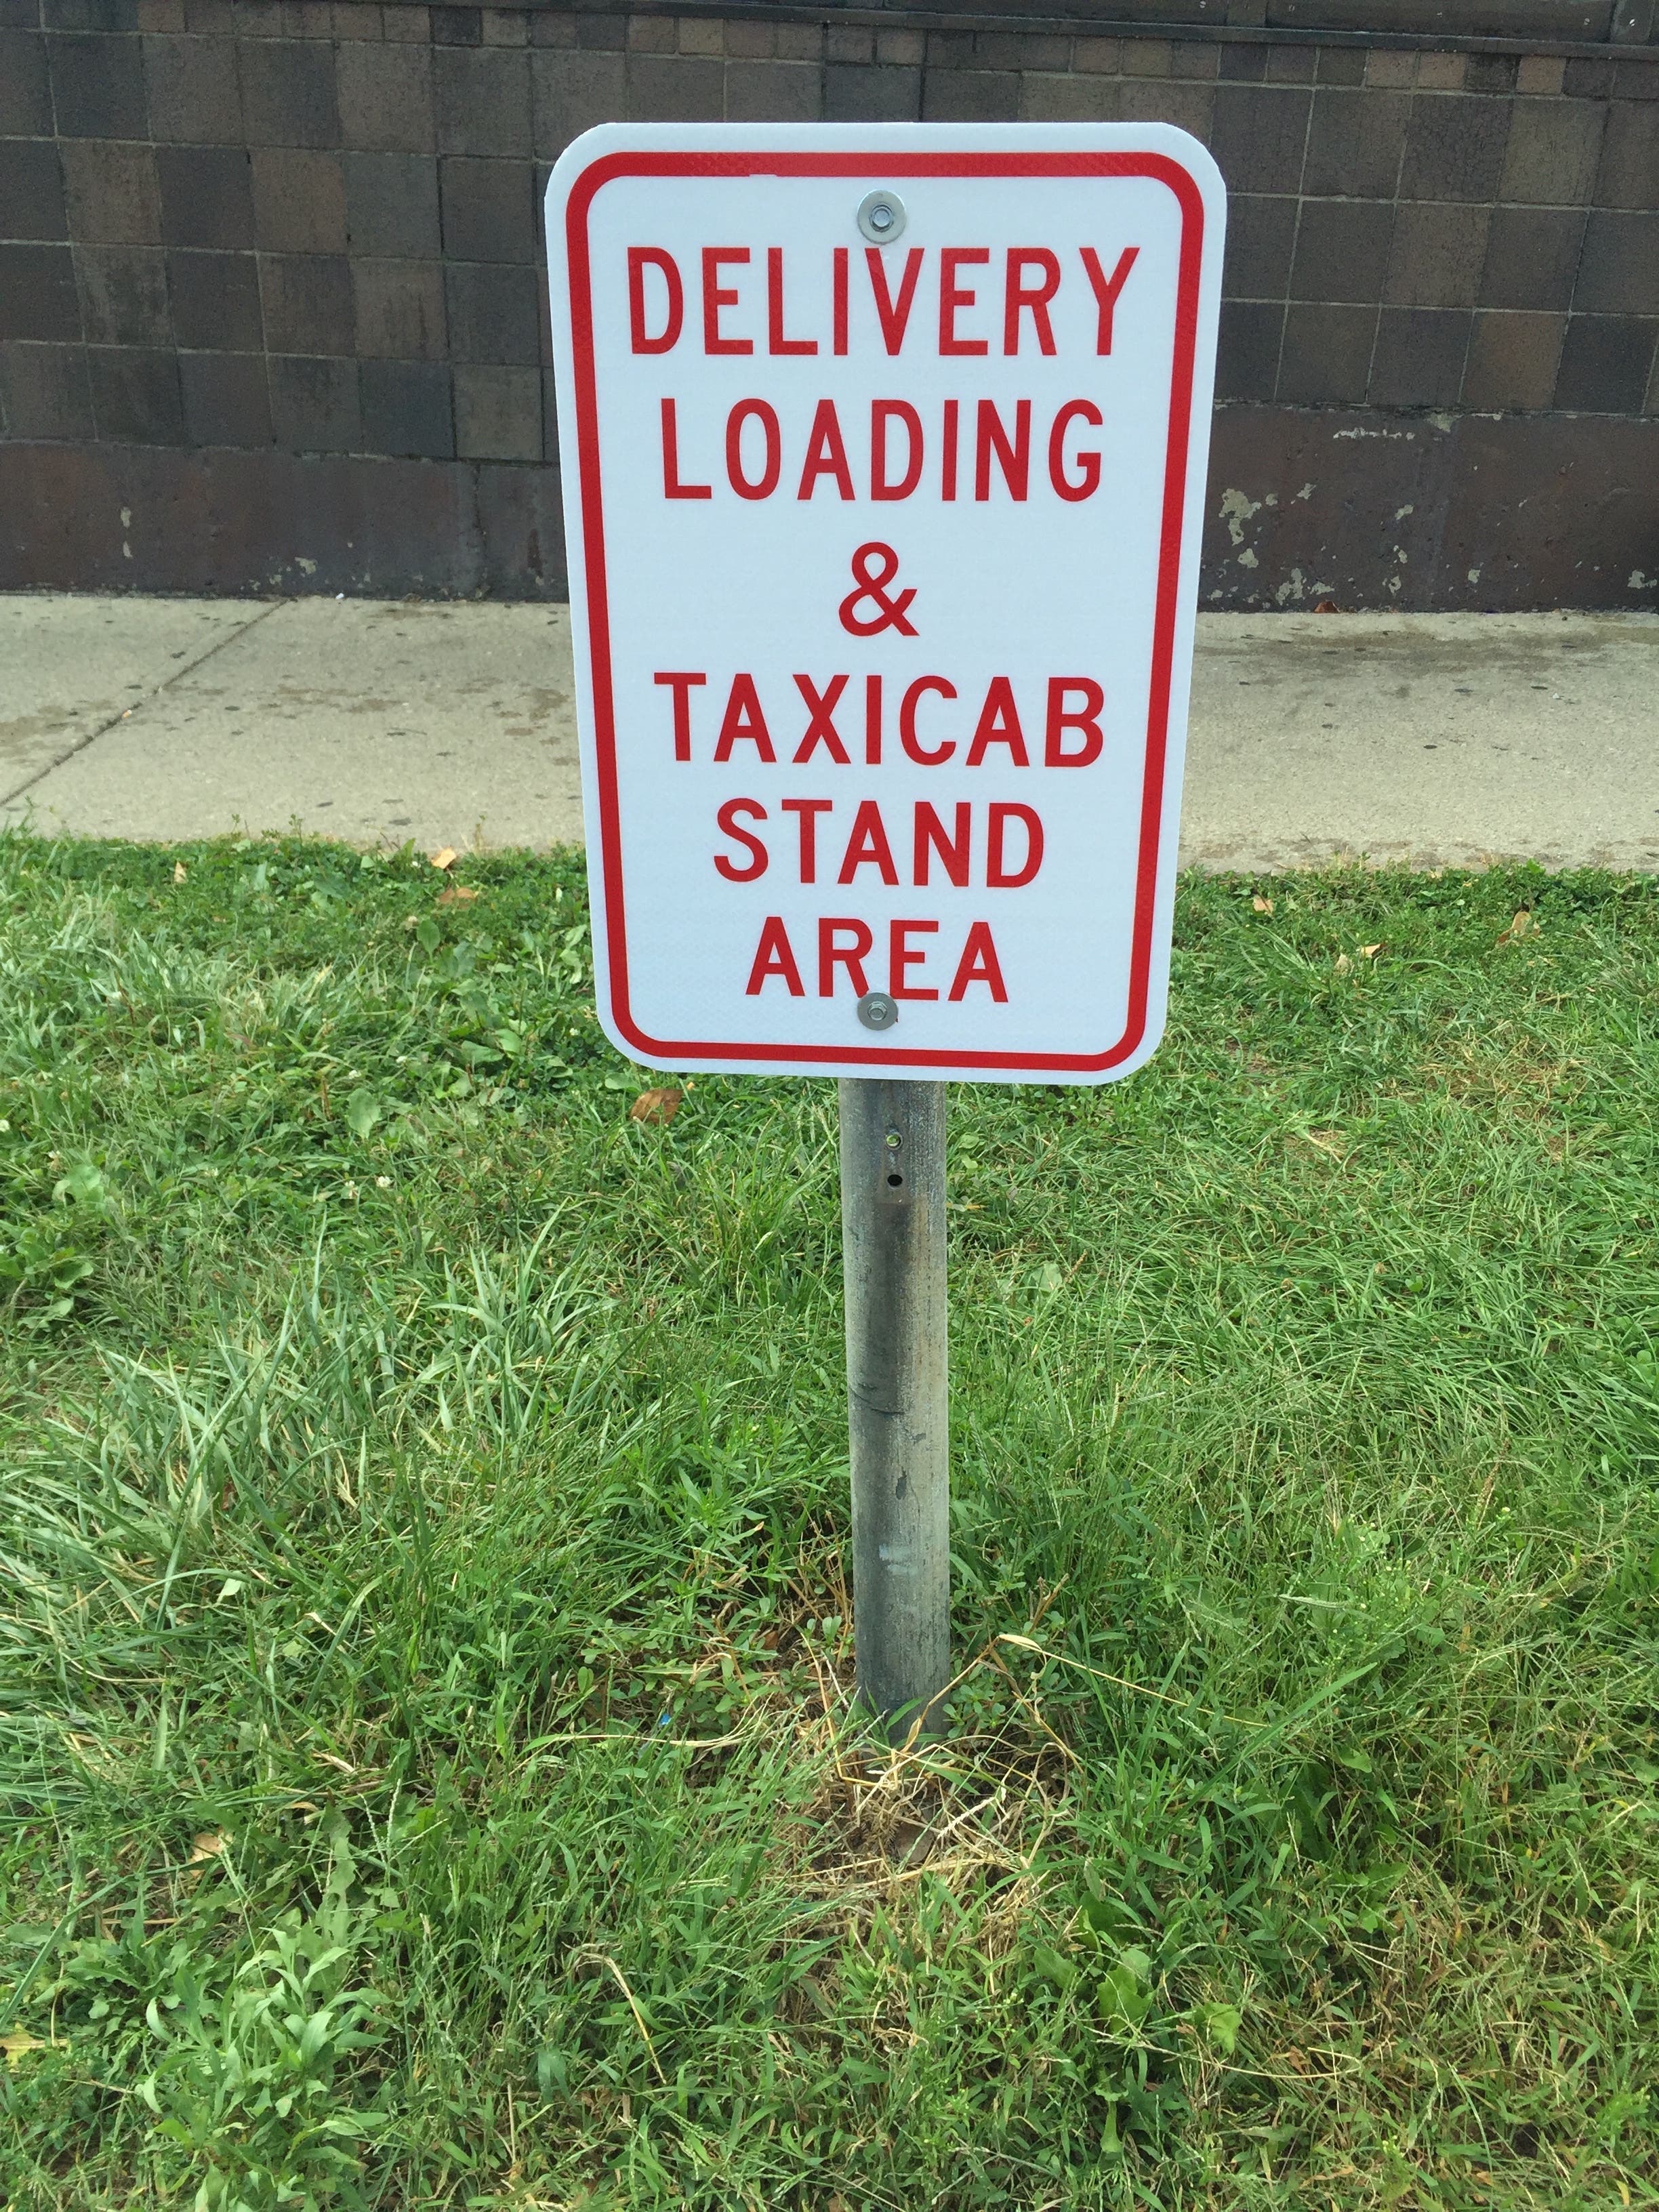 DELIVERY
LOADING
&
TAXICAB
STAND
AREA